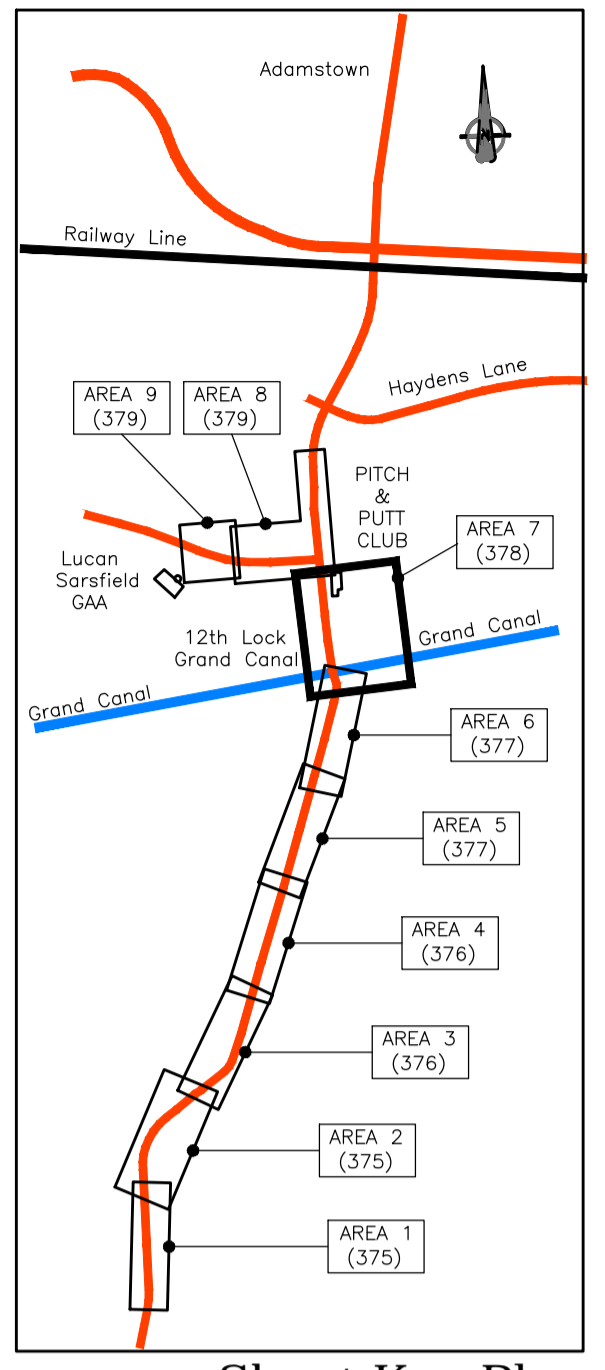 Adamstown
N
Railway Line
Haydens Lane
AREA 9
(379)
AREA 8
(379)
PITCH
&
PUTT
CLUB
AREA 7
(378)
Lucan
Sarsfield
GAA
12th Lock
Grand Canal
Grand Canal
Grand Canal
AREA 6
(377)
AREA 5
(377)
AREA 4
(376)
AREA 3
(376)
AREA 2
(375)
AREA 1
(375)